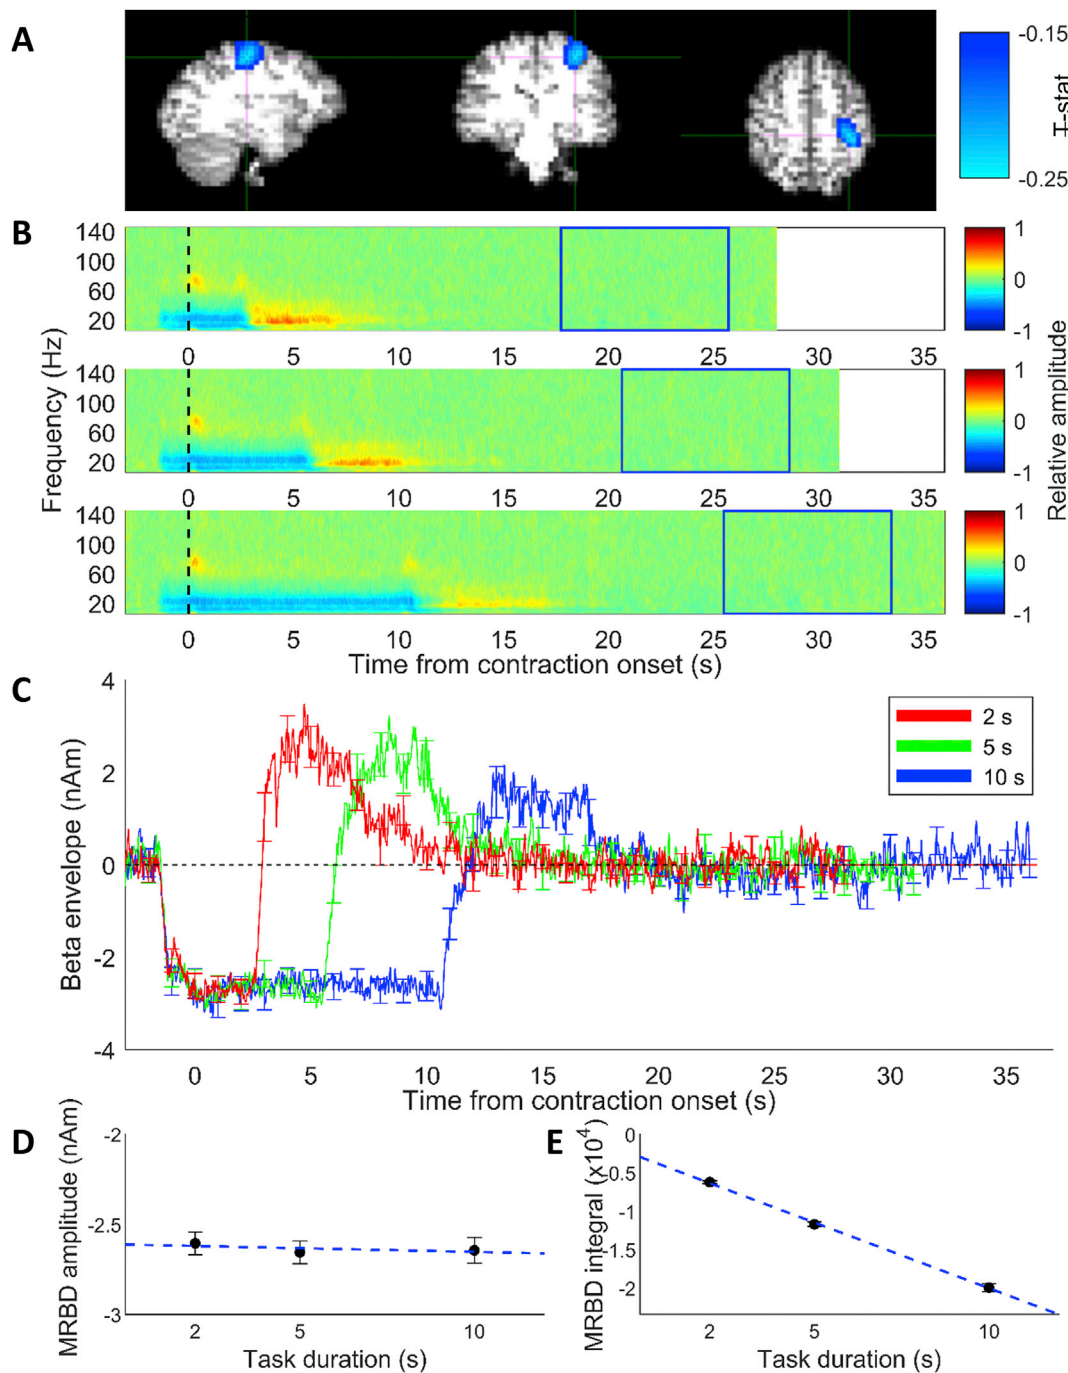 A
-0.15
T-stat
-0.25
B
140
100
60
20
0 5 10 15 20 25 30 35
1
0
-1
140
100
60
20
0 5 10 15 20 25 30 35
1
0
-1
140
100
60
20
0 5 10 15 20 25 30 35
1
0
-1
Frequency (Hz)
Relative amplitude
Time from contraction onset (s)
C
4
2
0
-2
-4
Beta envelope (nAm)
2 s
5 s
10 s
0 5 10 15 20 25 30 35
Time from contraction onset (s)
D
-2
-2.5
-3
MRBD amplitude (nAm)
2 5 10
Task duration (s)
E
0
-0.5
-1
-1.5
-2
MRBD integral (x10⁴)
2 5 10
Task duration (s)